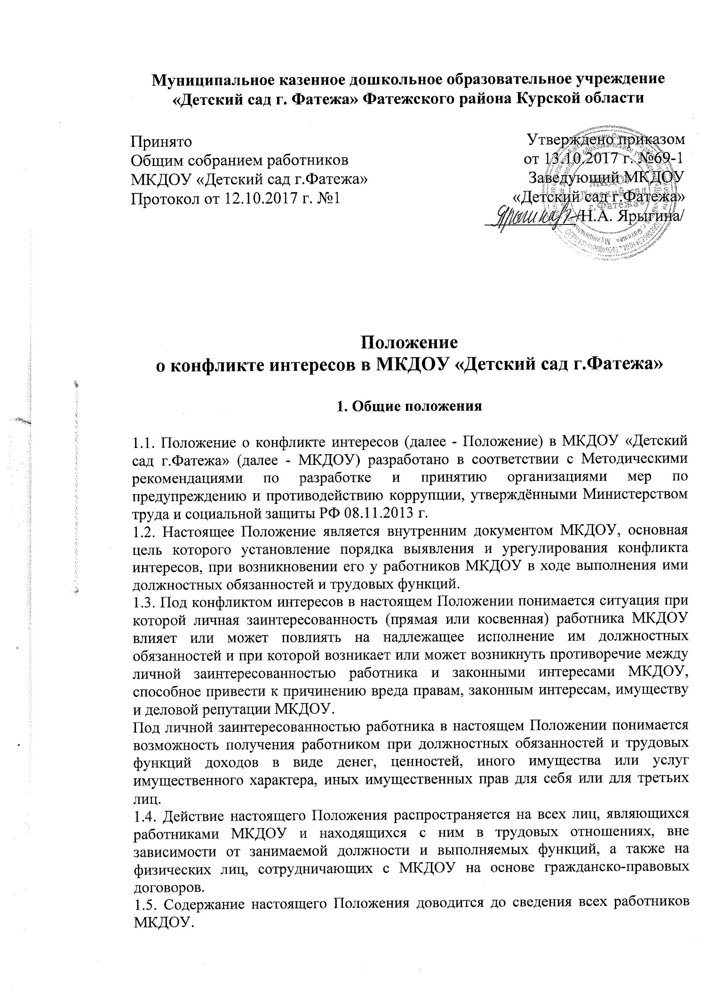 Муниципальное казенное дошкольное образовательное учреждение
«Детский сад г. Фатежа» Фатежского района Курской области
Принято
Общим собранием работников
МКДОУ «Детский сад г.Фатежа»
Протокол от 12.10.2017 г. №1
Утверждено приказом
от 13.10.2017 г. №69-1
Заведующий МКДОУ
«Детский сад г.Фатежа»
/Н.А. Ярыгина/
Положение
о конфликте интересов в МКДОУ «Детский сад г.Фатежа»
1. Общие положения
1.1. Положение о конфликте интересов (далее - Положение) в МКДОУ «Детский
сад г.Фатежа» (далее - МКДОУ) разработано в соответствии с Методическими
рекомендациями по разработке и принятию организациями мер по
предупреждению и противодействию коррупции, утверждёнными Министерством
труда и социальной защиты РФ 08.11.2013 г.
1.2. Настоящее Положение является внутренним документом МКДОУ, основная
цель которого установление порядка выявления и урегулирования конфликта
интересов, при возникновении его у работников МКДОУ в ходе выполнения ими
должностных обязанностей и трудовых функций.
1.3. Под конфликтом интересов в настоящем Положении понимается ситуация при
которой личная заинтересованность (прямая или косвенная) работника МКДОУ
влияет или может повлиять на надлежащее исполнение им должностных
обязанностей и при которой возникает или может возникнуть противоречие между
личной заинтересованностью работника и законными интересами МКДОУ,
способное привести к причинению вреда правам, законным интересам, имуществу
и деловой репутации МКДОУ.
Под личной заинтересованностью работника в настоящем Положении понимается
возможность получения работником при должностных обязанностей и трудовых
функций доходов в виде денег, ценностей, иного имущества или услуг
имущественного характера, иных имущественных прав для себя или для третьих
лиц.
1.4. Действие настоящего Положения распространяется на всех лиц, являющихся
работниками МКДОУ и находящихся с ним в трудовых отношениях, вне
зависимости от занимаемой должности и выполняемых функций, а также на
физических лиц, сотрудничающих с МКДОУ на основе гражданско-правовых
договоров.
1.5. Содержание настоящего Положения доводится до сведения всех работников
МКДОУ.